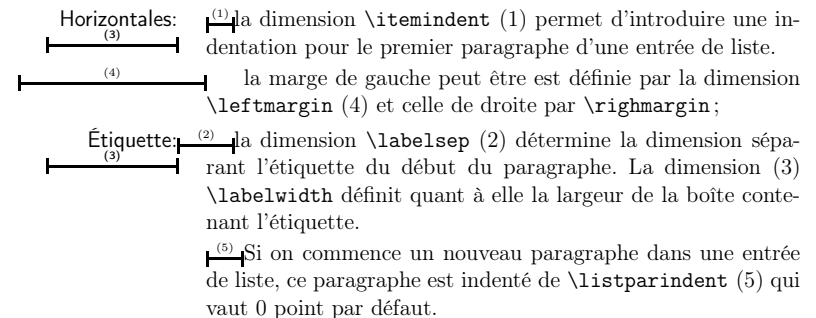 Horizontales: (1) la dimension \itemindent (1) permet d'introduire une in-
(3) dentation pour le premier paragraphe d'une entrée de liste.
(4) la marge de gauche peut être est définie par la dimension
\leftmargin (4) et celle de droite par \righmargin ;
Étiquette: (2) la dimension \labelsep (2) détermine la dimension sépa-
(3) rant l'étiquette du début du paragraphe. La dimension (3)
\labelwidth définit quant à elle la largeur de la boîte conte-
nant l'étiquette.
(5) Si on commence un nouveau paragraphe dans une entrée
de liste, ce paragraphe est indenté de \listparindent (5) qui
vaut 0 point par défaut.